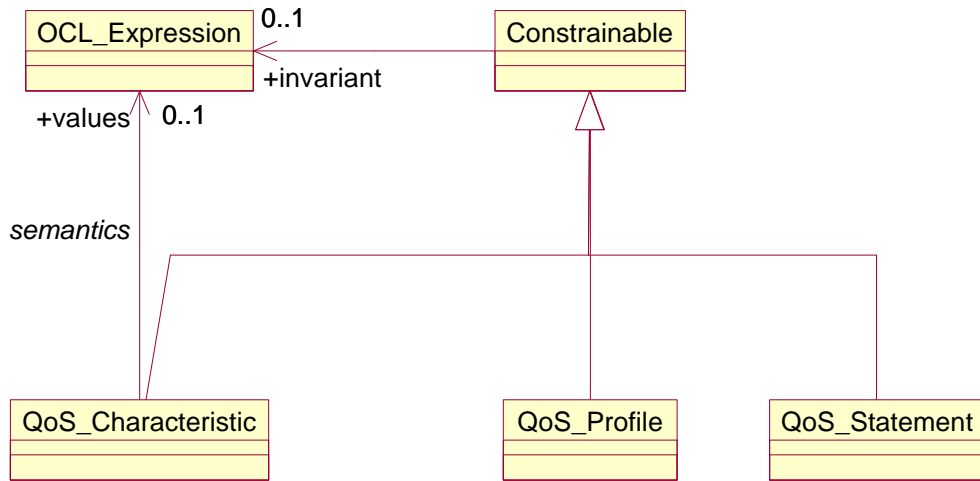 0..1
OCL_Expression
Constrainable
+invariant
+values
0..1
semantics
QoS_Characteristic
QoS_Profile
QoS_Statement